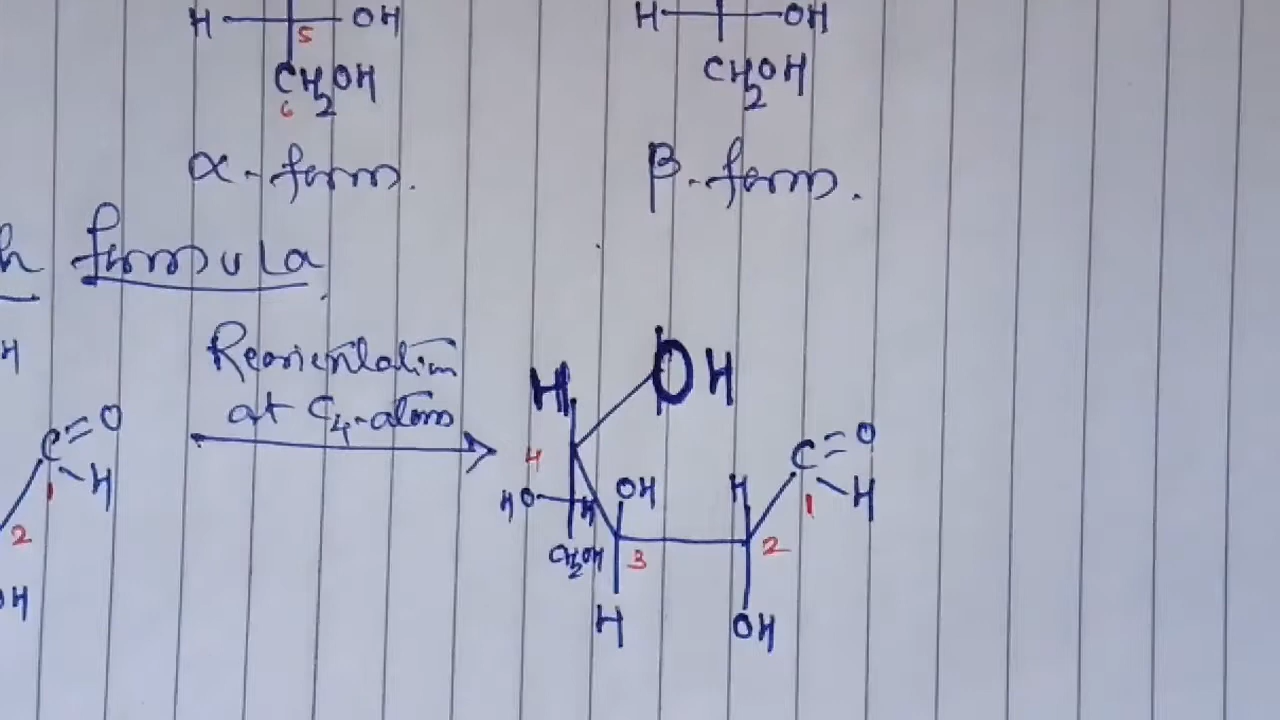 H OH H OH
5
CH2OH CH2OH
6
α-form. β-form.
h formula
Reorientation
at C4-atom
H OH
H
C=O C=O
1 H 4 HO H OH H 1 H
2 CH2OH 3 2
OH H OH